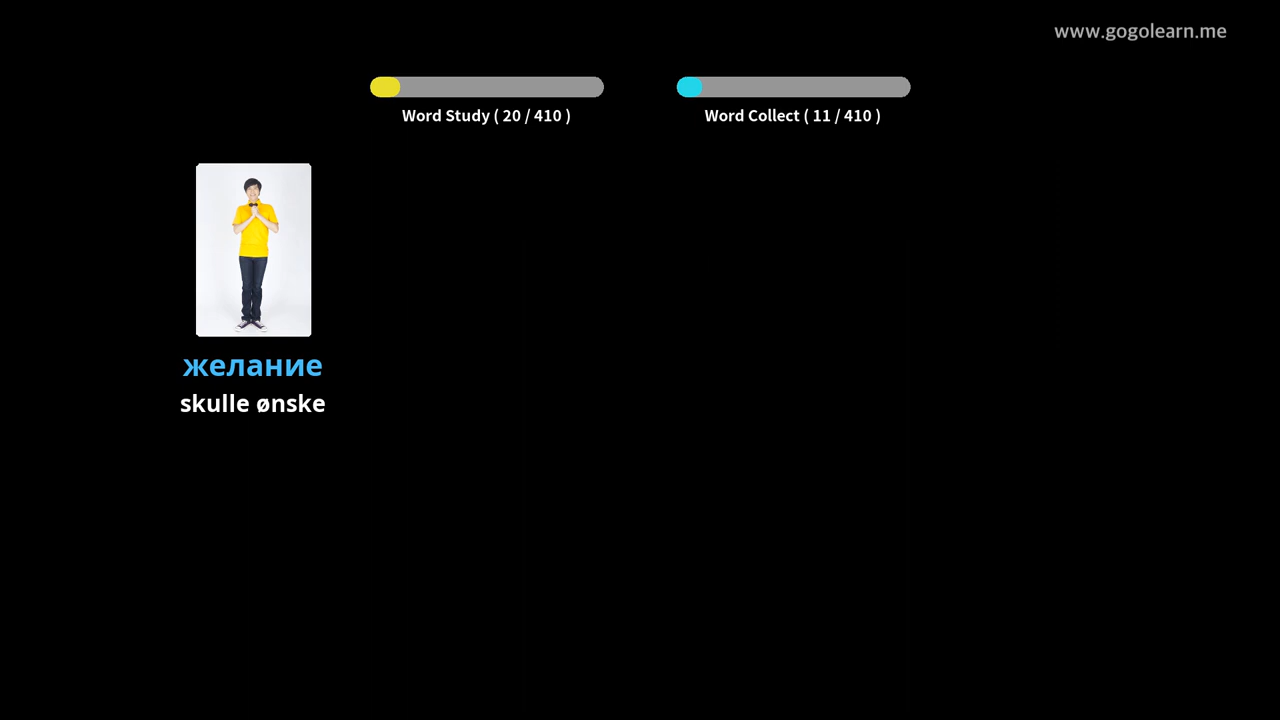 www.gogolearn.me
Word Study ( 20 / 410 )
Word Collect ( 11 / 410 )
желание
skulle ønske